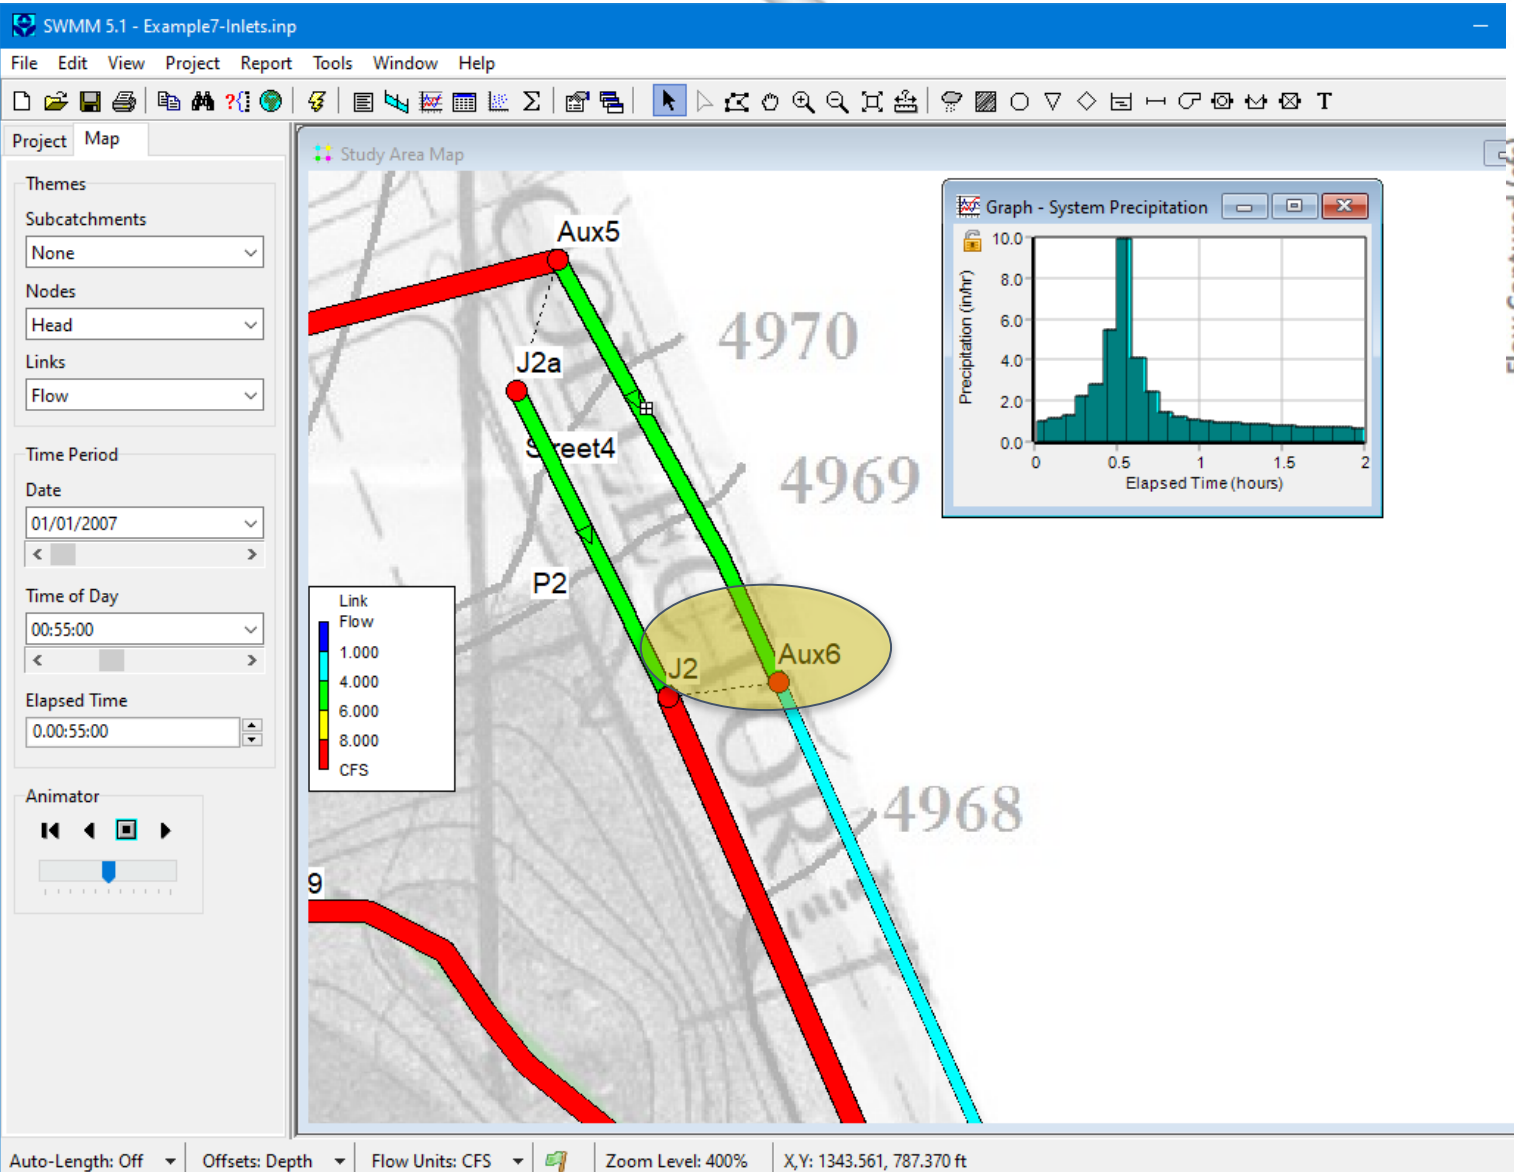 SWMM 5.1 - Example7-Inlets.inp
File Edit View Project Report Tools Window Help
Project Map
Themes
Subcatchments
None
Nodes
Head
Links
Flow
Time Period
Date
01/01/2007
Time of Day
00:55:00
Elapsed Time
0.00:55:00
Animator
Study Area Map
Aux5
J2a
Street4
P2
J2
Aux6
9
4970
4969
4968
COLLECTOR
Link
Flow
1.000
4.000
6.000
8.000
CFS
Graph - System Precipitation
Precipitation (in/hr)
10.0
8.0
6.0
4.0
2.0
0.0
0 0.5 1 1.5 2
Elapsed Time (hours)
Auto-Length: Off Offsets: Depth Flow Units: CFS Zoom Level: 400% X,Y: 1343.561, 787.370 ft